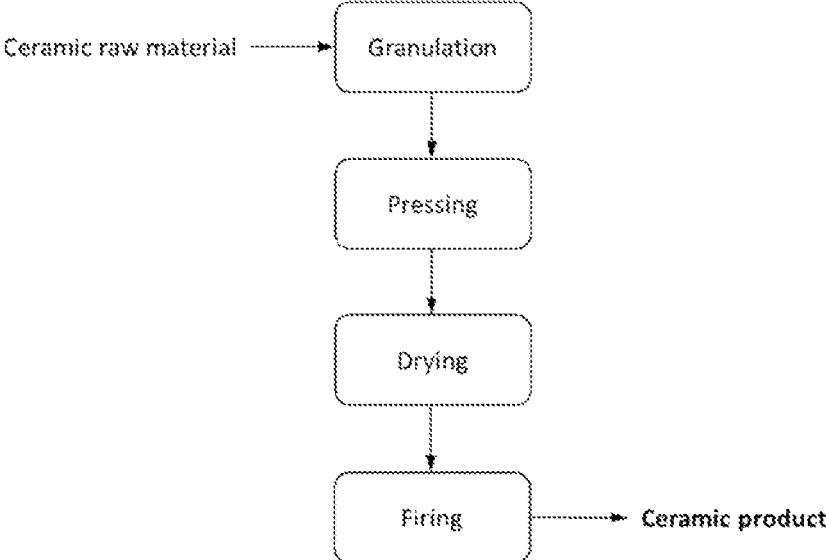 Ceramic raw material
Granulation
Pressing
Drying
Firing
Ceramic product